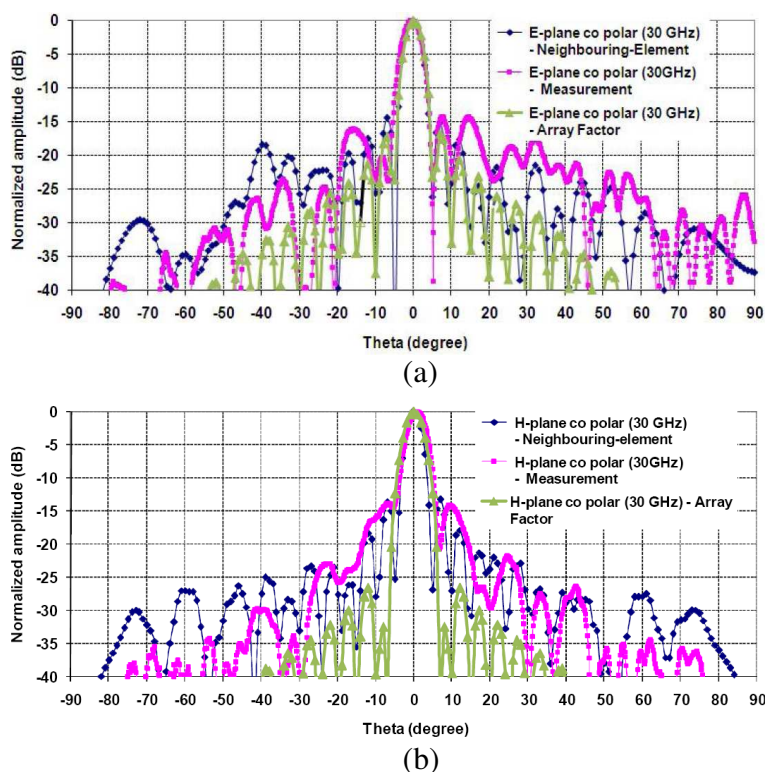 0
-5
-10
-15
-20
-25
-30
-35
-40
Normalized amplitude (dB)
E-plane co polar (30 GHz)
- Neighbouring-Element
E-plane co polar (30GHz)
- Measurement
E-plane co polar (30 GHz)
- Array Factor
-90 -80 -70 -60 -50 -40 -30 -20 -10 0 10 20 30 40 50 60 70 80 90
Theta (degree)
(a)
0
-5
-10
-15
-20
-25
-30
-35
-40
Normalized amplitude (dB)
H-plane co polar (30 GHz)
- Neighbouring-element
H-plane co polar (30GHz)
- Measurement
H-plane co polar (30 GHz) - Array
Factor
-90 -80 -70 -60 -50 -40 -30 -20 -10 0 10 20 30 40 50 60 70 80 90
Theta (degree)
(b)